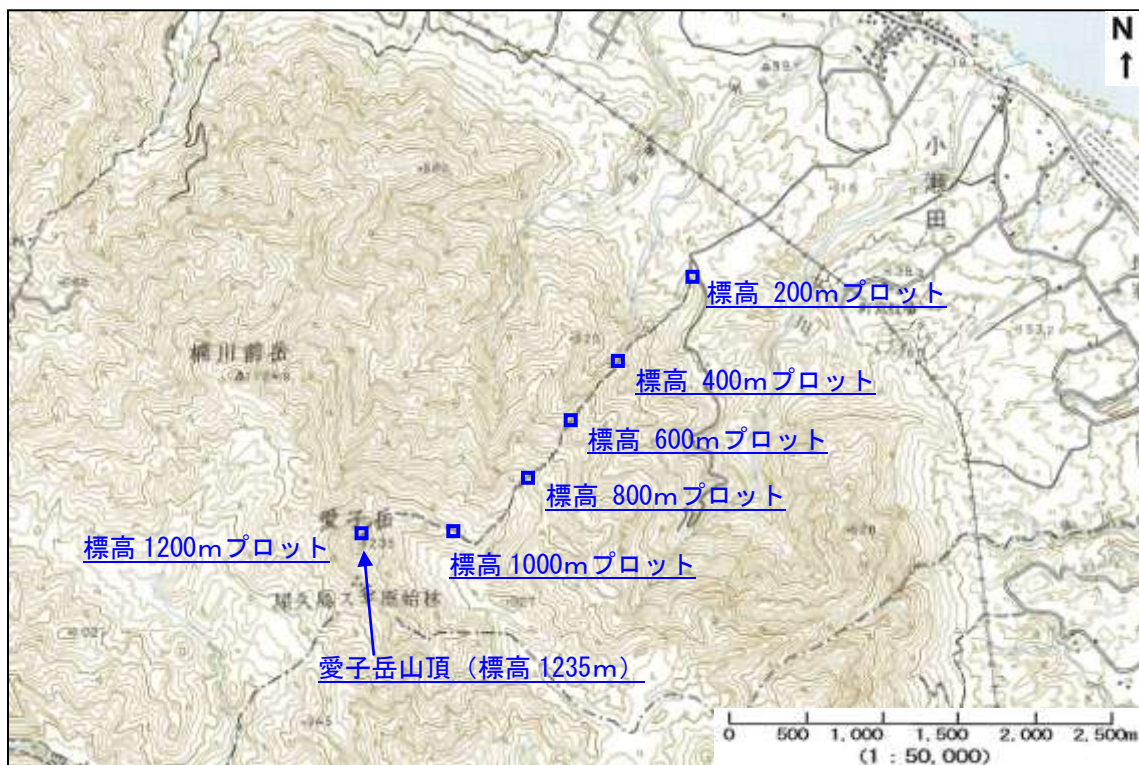 N
↑
小瀬田
標高 200mプロット
標高 400mプロット
楠川前岳
標高 600mプロット
標高 800mプロット
愛子岳
標高 1200mプロット
標高 1000mプロット
屋久島スギ原始林
愛子岳山頂（標高 1235m）
0 500 1,000 1,500 2,000 2,500m
(1 : 50,000)